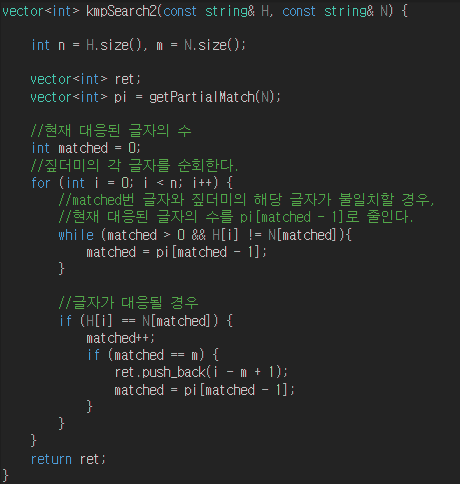 vector<int> kmpSearch2(const string& H, const string& N) {
int n = H.size(), m = N.size();
vector<int> ret;
vector<int> pi = getPartialMatch(N);
//현재 대응된 글자의 수
int matched = 0;
//짚더미의 각 글자를 순회한다.
for (int i = 0; i < n; i++) {
//matched번 글자와 짚더미의 해당 글자가 불일치할 경우,
//현재 대응된 글자의 수를 pi[matched - 1]로 줄인다.
while (matched > 0 && H[i] != N[matched]){
matched = pi[matched - 1];
}
//글자가 대응될 경우
if (H[i] == N[matched]) {
matched++;
if (matched == m) {
ret.push_back(i - m + 1);
matched = pi[matched - 1];
}
}
}
return ret;
}